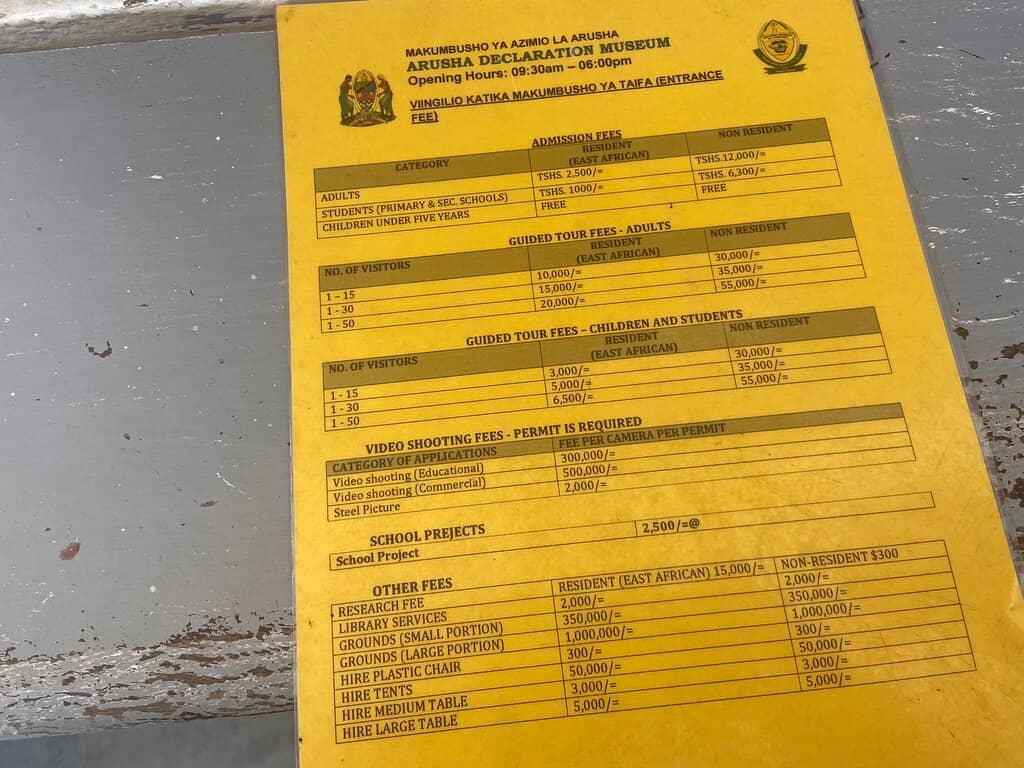 MAKUMBUSHO YA AZIMIO LA ARUSHA
ARUSHA DECLARATION MUSEUM
Opening Hours: 09:30am – 06:00pm
VIINGILIO KATIKA MAKUMBUSHO YA TAIFA (ENTRANCE
FEE)
ADMISSION FEES
CATEGORY RESIDENT (EAST AFRICAN) NON RESIDENT
ADULTS TSHS. 2,500/= TSHS.12,000/=
STUDENTS (PRIMARY & SEC. SCHOOLS) TSHS. 1000/= TSHS. 6,300/=
CHILDREN UNDER FIVE YEARS FREE FREE
GUIDED TOUR FEES - ADULTS
NO. OF VISITORS RESIDENT (EAST AFRICAN) NON RESIDENT
1 – 15 10,000/= 30,000/=
1 - 30 15,000/= 35,000/=
1 - 50 20,000/= 55,000/=
GUIDED TOUR FEES – CHILDREN AND STUDENTS
NO. OF VISITORS RESIDENT (EAST AFRICAN) NON RESIDENT
1 - 15 3,000/= 30,000/=
1 - 30 5,000/= 35,000/=
1 - 50 6,500/= 55,000/=
VIDEO SHOOTING FEES - PERMIT IS REQUIRED
CATEGORY OF APPLICATIONS FEE PER CAMERA PER PERMIT
Video shooting (Educational) 300,000/=
Video shooting (Commercial) 500,000/=
Steel Picture 2,000/=
SCHOOL PREJECTS
School Project 2,500/=@
OTHER FEES
RESEARCH FEE RESIDENT (EAST AFRICAN) 15,000/= NON-RESIDENT $300
LIBRARY SERVICES 2,000/= 2,000/=
GROUNDS (SMALL PORTION) 350,000/= 350,000/=
GROUNDS (LARGE PORTION) 1,000,000/= 1,000,000/=
HIRE PLASTIC CHAIR 300/= 300/=
HIRE TENTS 50,000/= 50,000/=
HIRE MEDIUM TABLE 3,000/= 3,000/=
HIRE LARGE TABLE 5,000/= 5,000/=